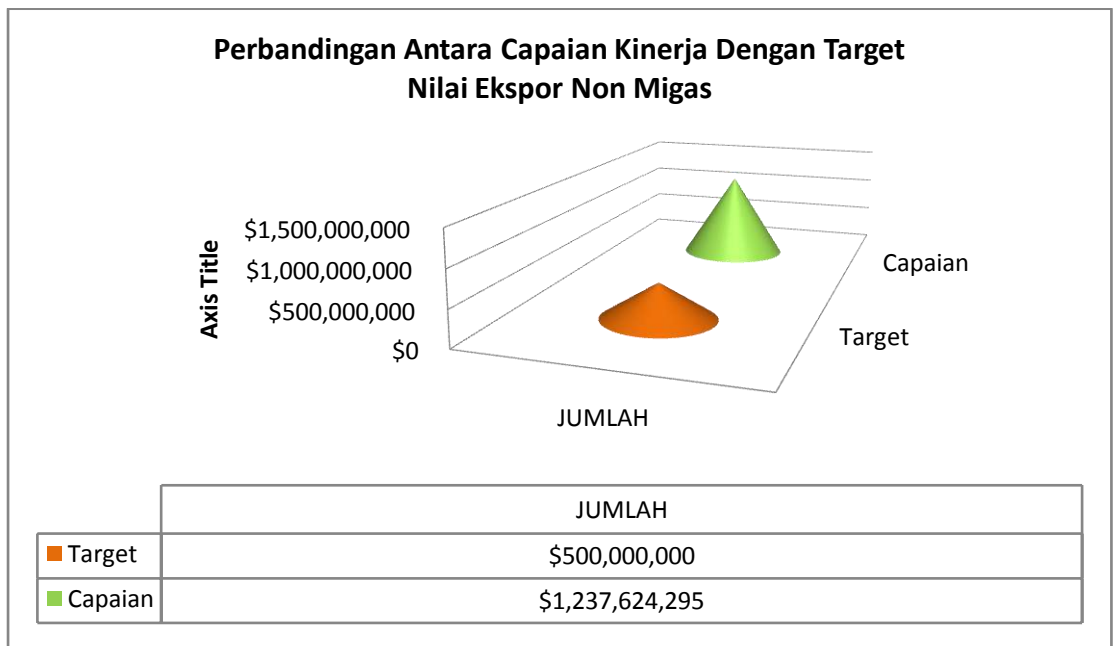 Perbandingan Antara Capaian Kinerja Dengan Target
Nilai Ekspor Non Migas
Axis Title
$1,500,000,000
$1,000,000,000
$500,000,000
$0
Capaian
Target
JUMLAH
JUMLAH
Target $500,000,000
Capaian $1,237,624,295